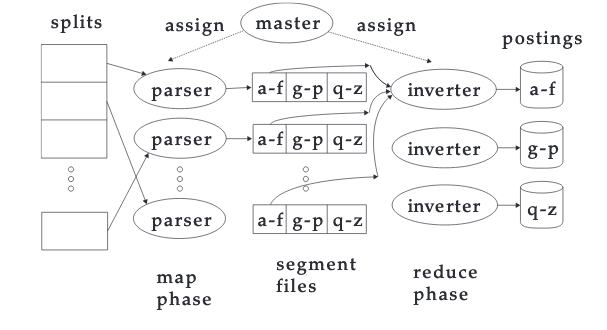 splits
assign
master
assign
postings
parser
a-f g-p q-z
inverter
a-f
parser
a-f g-p q-z
inverter
g-p
parser
a-f g-p q-z
inverter
q-z
map
phase
segment
files
reduce
phase